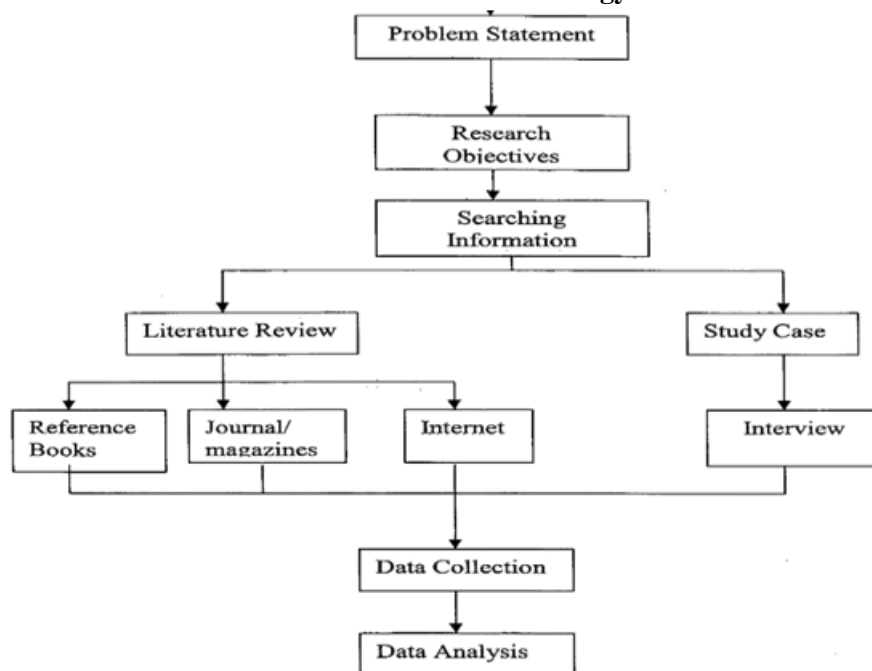 Problem Statement
Research
Objectives
Searching
Information
Literature Review
Study Case
Reference
Books
Journal/
magazines
Internet
Interview
Data Collection
Data Analysis